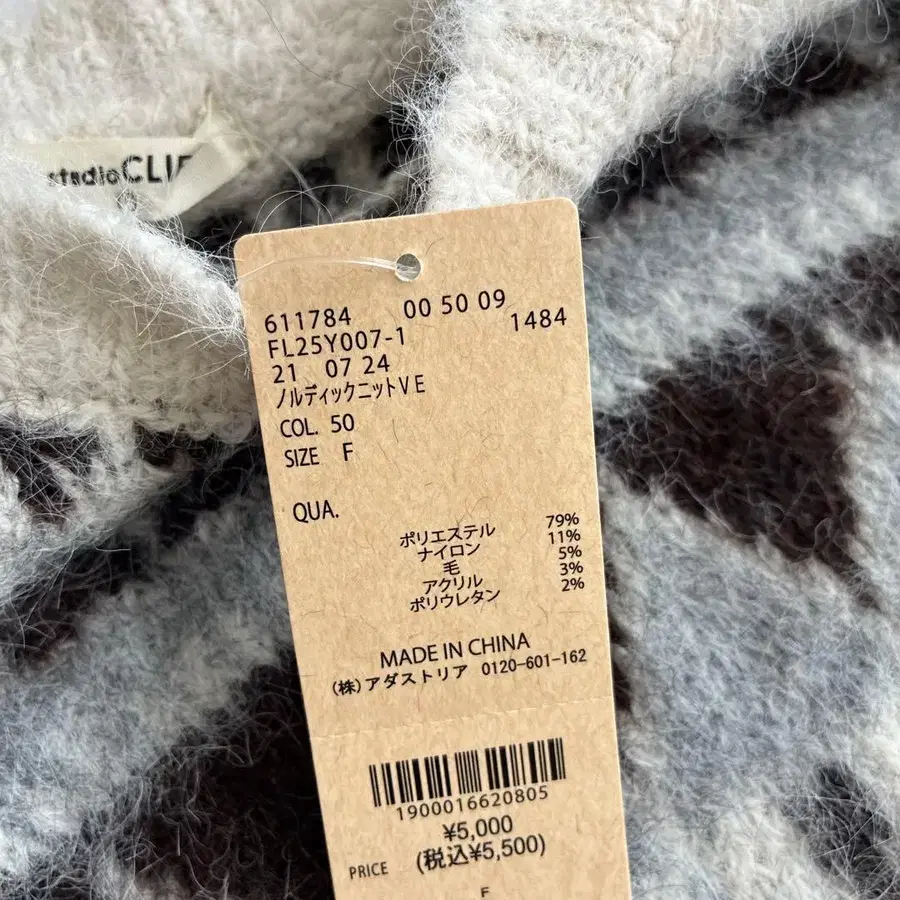 studioCLIP
611784 00 50 09
FL25Y007-1 1484
21 07 24
ノルディックニットVE
COL. 50
SIZE F
QUA.
ポリエステル 79%
ナイロン 11%
毛 5%
アクリル 3%
ポリウレタン 2%
MADE IN CHINA
(株)アダストリア 0120-601-162
1900016620805
¥5,000
PRICE (税込¥5,500)
F